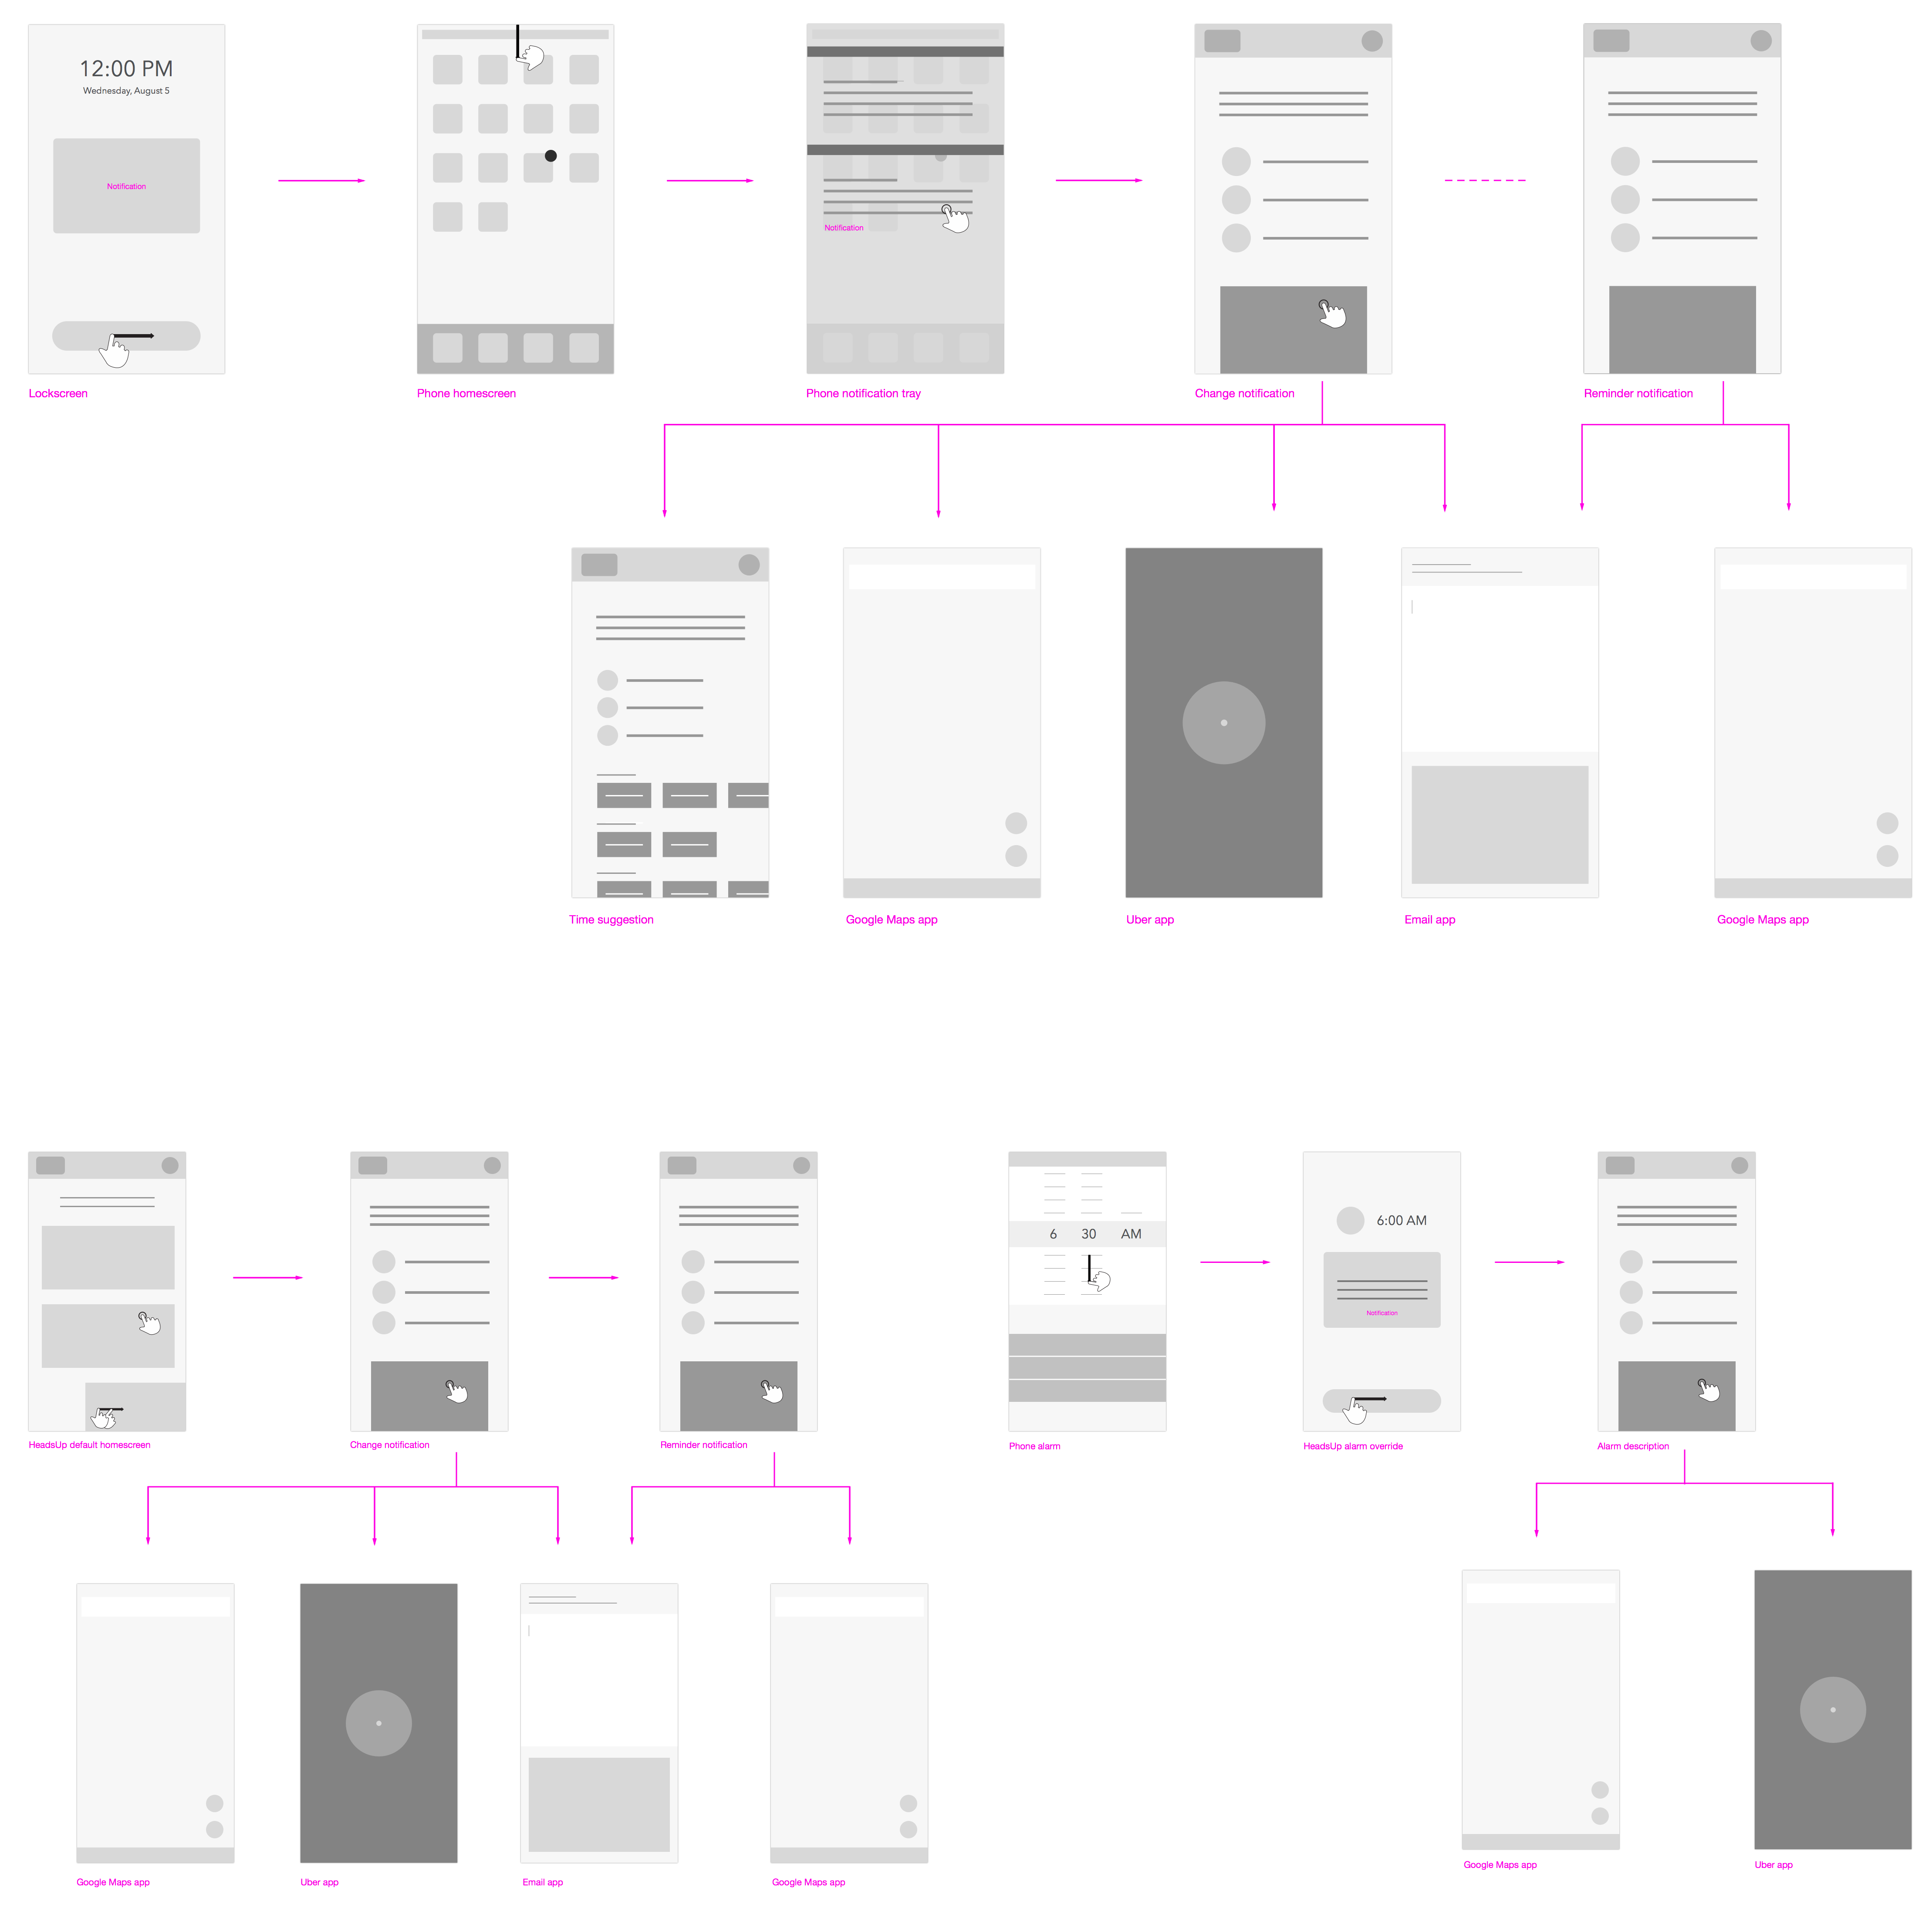 12:00 PM
Wednesday, August 5
Notification
Notification
Lockscreen
Phone homescreen
Phone notification tray
Change notification
Reminder notification
Time suggestion
Google Maps app
Uber app
Email app
Google Maps app
6 30 AM
6:00 AM
Notification
HeadsUp default homescreen
Change notification
Reminder notification
Phone alarm
HeadsUp alarm override
Alarm description
Google Maps app
Uber app
Email app
Google Maps app
Google Maps app
Uber app